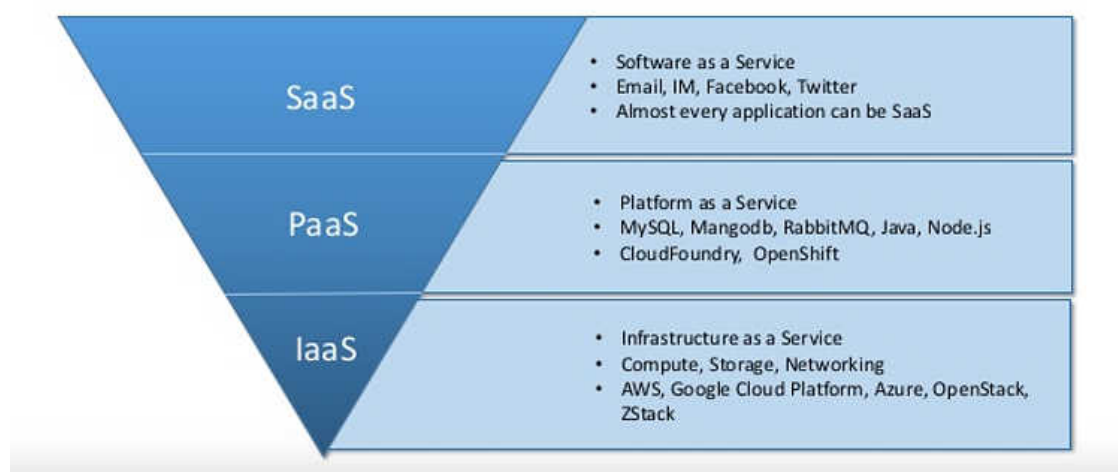 SaaS
• Software as a Service
• Email, IM, Facebook, Twitter
• Almost every application can be SaaS
PaaS
• Platform as a Service
• MySQL, Mangodb, RabbitMQ, Java, Node.js
• CloudFoundry, OpenShift
IaaS
• Infrastructure as a Service
• Compute, Storage, Networking
• AWS, Google Cloud Platform, Azure, OpenStack,
ZStack